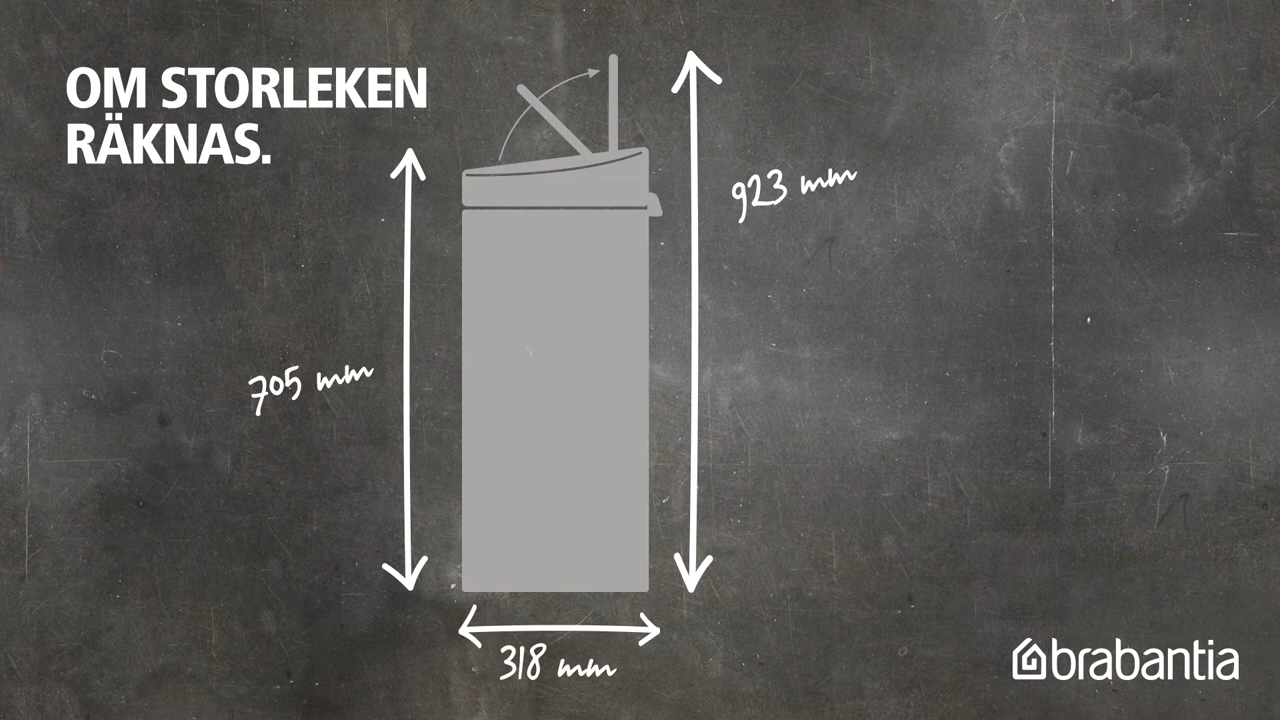 OM STORLEKEN
RÄKNAS.
923 mm
705 mm
318 mm
brabantia